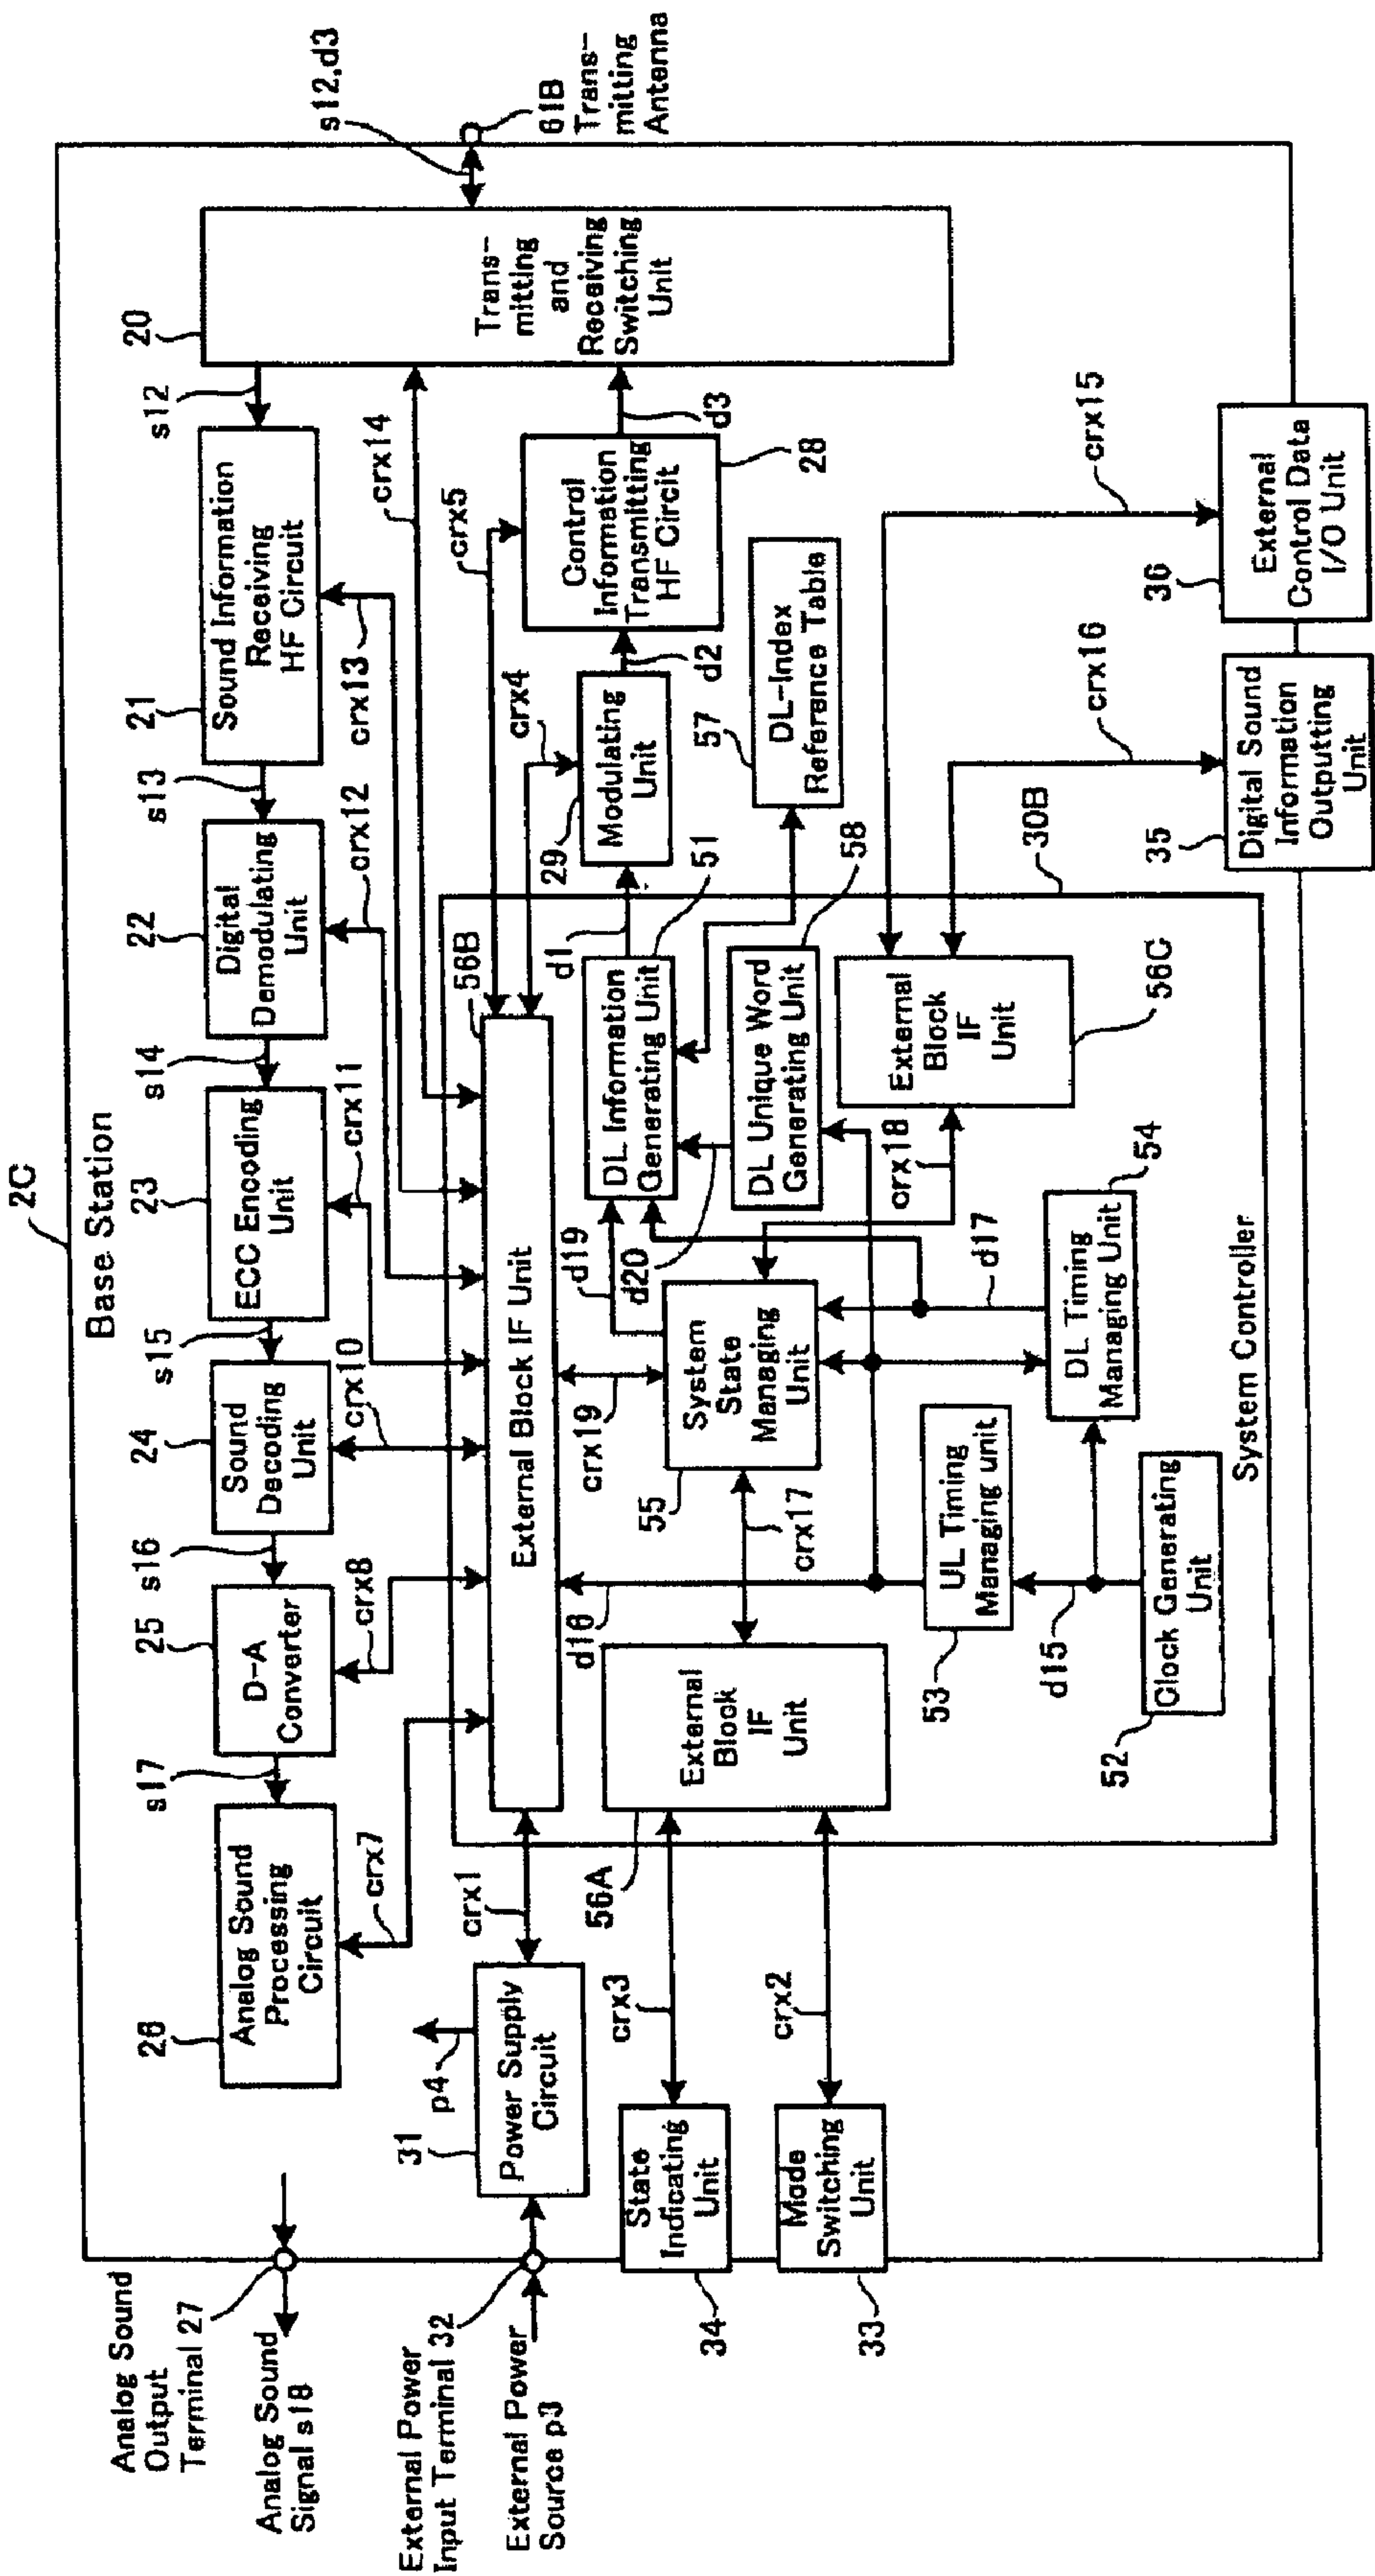 2C
Base Station
20
Trans-
mitting
and
Receiving
Switching
Unit
s12,d3
61B
Trans-
mitting
Antenna
s12
21
Sound Information
Receiving
HF Circuit
s13
22
Digital
Demodulating
Unit
s14
23
ECC Encoding
Unit
s15
24
Sound
Decoding
Unit
s16
25
D-A
Converter
s17
26
Analog Sound
Processing
Circuit
Analog Sound
Output
Terminal 27
Analog Sound
Signal s18
crx7
crx8
crx10
crx11
crx12
crx13
crx14
crx5
crx4
External Power
Input Terminal 32
External Power
Source p3
31
p4
Power Supply
Circuit
crx1
56B
External Block IF Unit
d1
29
Modulating
Unit
d2
Control
Information
Transmitting
HF Circit
28
d3
51
DL Information
Generating Unit
57
DL-Index
Reference Table
58
DL Unique Word
Generating Unit
d19
d20
crx19
55
System
State
Managing
Unit
crx17
d16
56A
External
Block
IF
Unit
crx3
crx2
State
Indicating
Unit
34
Mode
Switching
Unit
33
30B
External
Block
IF
Unit
56C
crx18
d17
54
DL Timing
Managing Unit
53
UL Timing
Managing unit
d15
52
Clock Generating
Unit
System Controller
crx16
crx15
35
Digital Sound
Information
Outputting
Unit
36
External
Control Data
I/O Unit